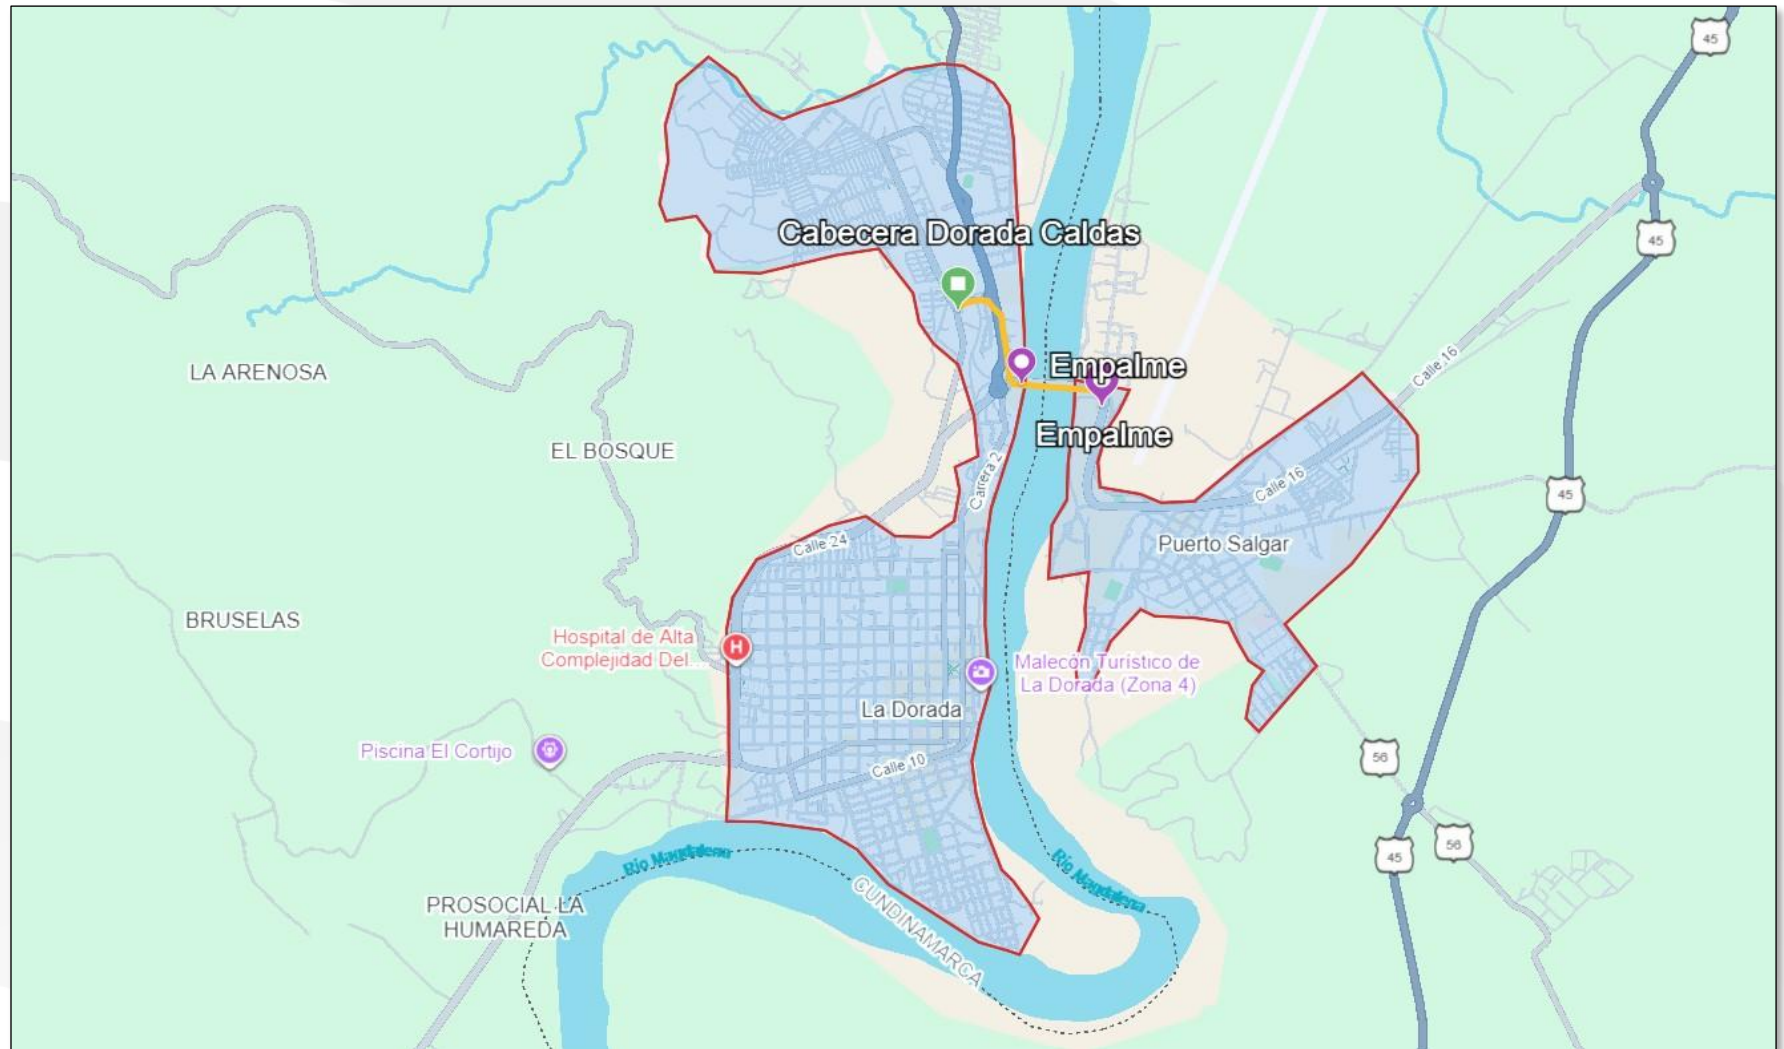 45
Cabecera Dorada Caldas
45
Empalme
Calle 16
LA ARENOSA
Empalme
EL BOSQUE
Carrera 2
Calle 16
45
Calle 24
Puerto Salgar
BRUSELAS
Hospital de Alta
Complejidad Del...
Malecón Turístico de
La Dorada (Zona 4)
La Dorada
Piscina El Cortijo
Calle 10
56
56
45
Río Magdalena
Río Magdalena
CUNDINAMARCA
PROSOCIAL LA
HUMAREDA
H